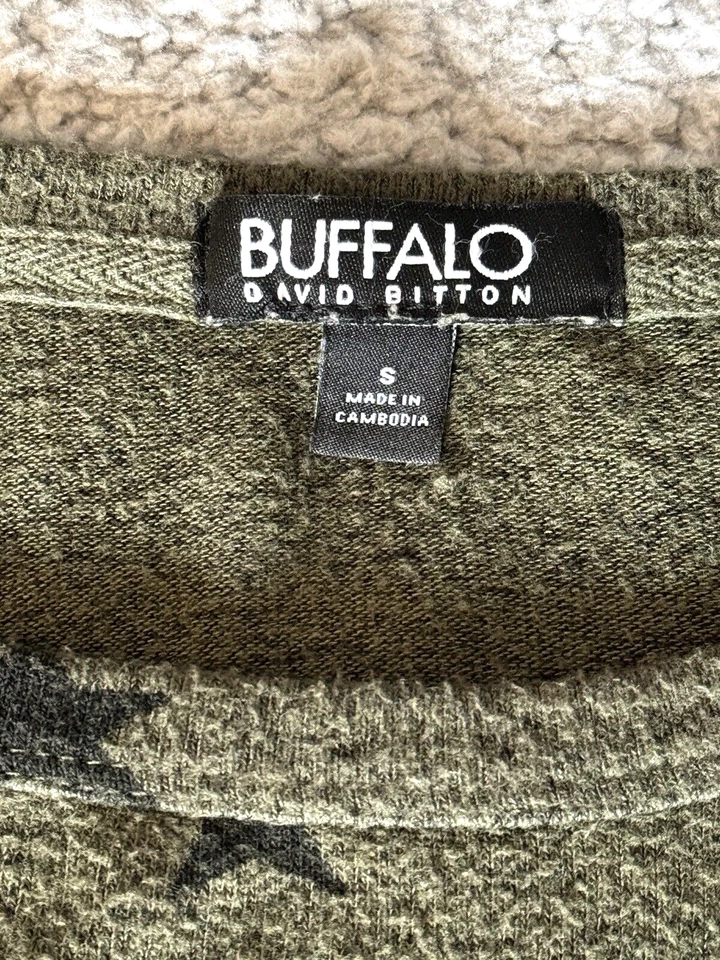 BUFFALO
DAVID BITTON
S
MADE IN
CAMBODIA